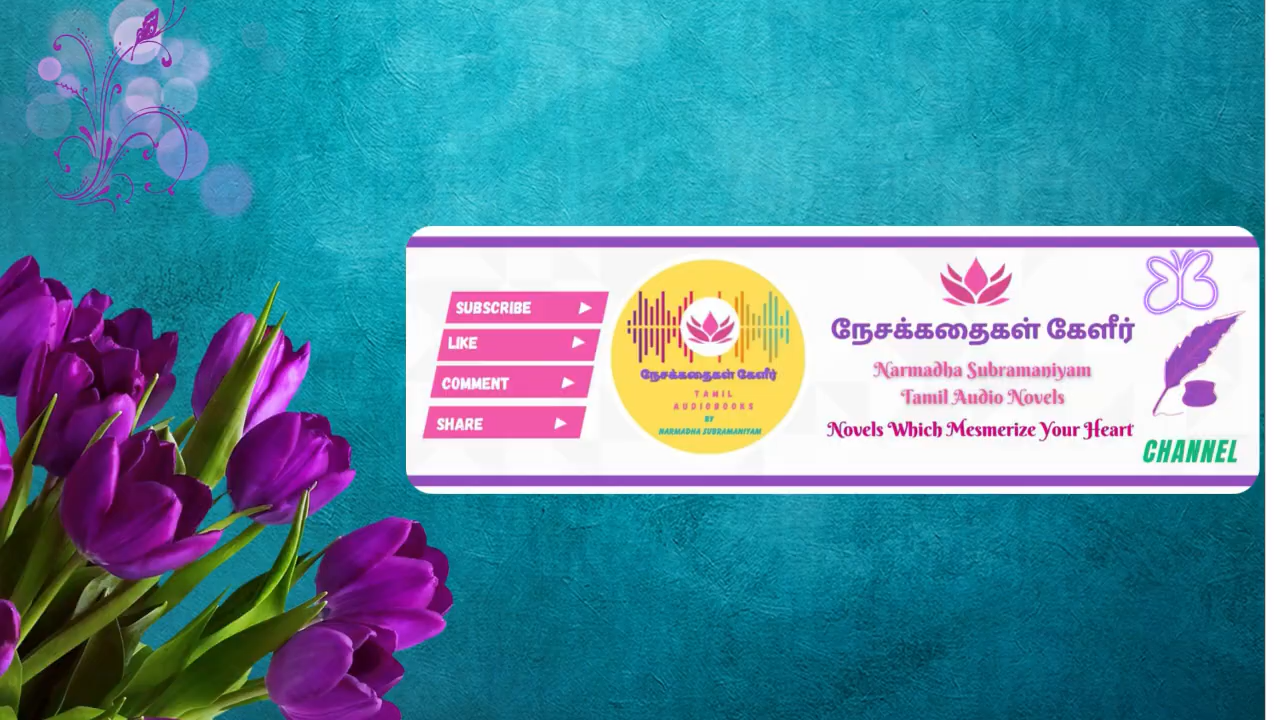 SUBSCRIBE
LIKE
COMMENT
SHARE
நேசக்கதைகள் கேளீர்
TAMIL
AUDIOBOOKS
BY
NARMADHA SUBRAMANIYAM
நேசக்கதைகள் கேளீர்
Narmadha Subramaniyam
Tamil Audio Novels
Novels Which Mesmerize Your Heart
CHANNEL